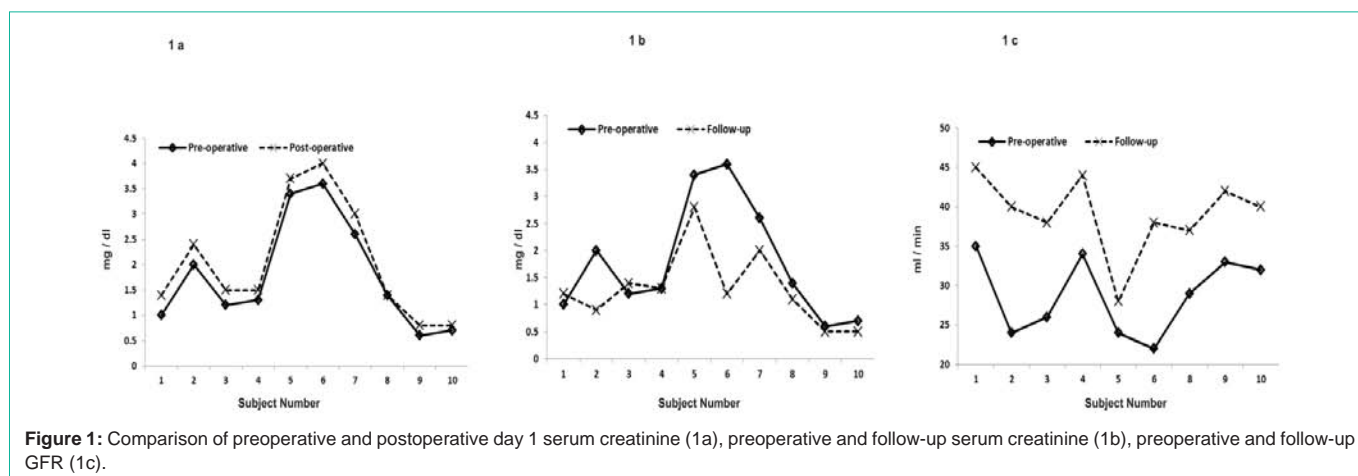 1 a
Pre-operative
Post-operative
4.5
4
3.5
3
2.5
2
1.5
1
0.5
0
mg / dl
1 2 3 4 5 6 7 8 9 10
Subject Number
1 b
Pre-operative
Follow-up
4.5
4
3.5
3
2.5
2
1.5
1
0.5
0
mg / dl
1 2 3 4 5 6 7 8 9 10
Subject Number
1 c
Pre-operative
Follow-up
50
45
40
35
30
25
20
ml / min
1 2 3 4 5 6 8 9 10
Subject Number
Figure 1: Comparison of preoperative and postoperative day 1 serum creatinine (1a), preoperative and follow-up serum creatinine (1b), preoperative and follow-up
GFR (1c).